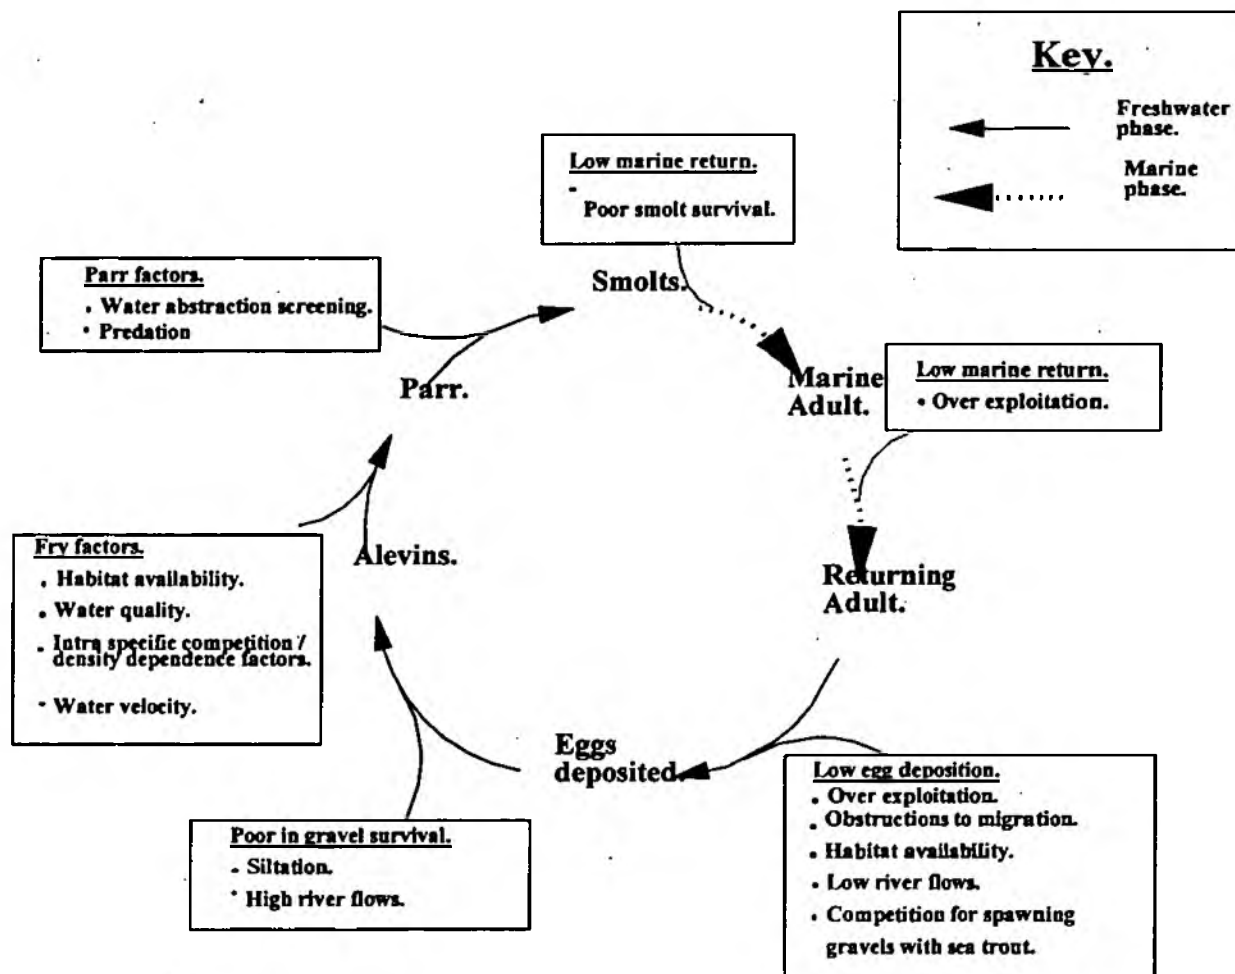 Key.
Freshwater
phase.
Marine
phase.
Low marine return.
- Poor smolt survival.
Smolts.
Parr factors.
. Water abstraction screening.
• Predation
Parr.
Marine
Adult.
Low marine return.
• Over exploitation.
Fry factors.
. Habitat availability.
. Water quality.
. Intra specific competition /
density dependence factors.
- Water velocity.
Alevins.
Returning
Adult.
Eggs
deposited.
Low egg deposition.
. Over exploitation.
. Obstructions to migration.
. Habitat availability.
. Low river flows.
. Competition for spawning
gravels with sea trout.
Poor in gravel survival.
- Siltation.
• High river flows.